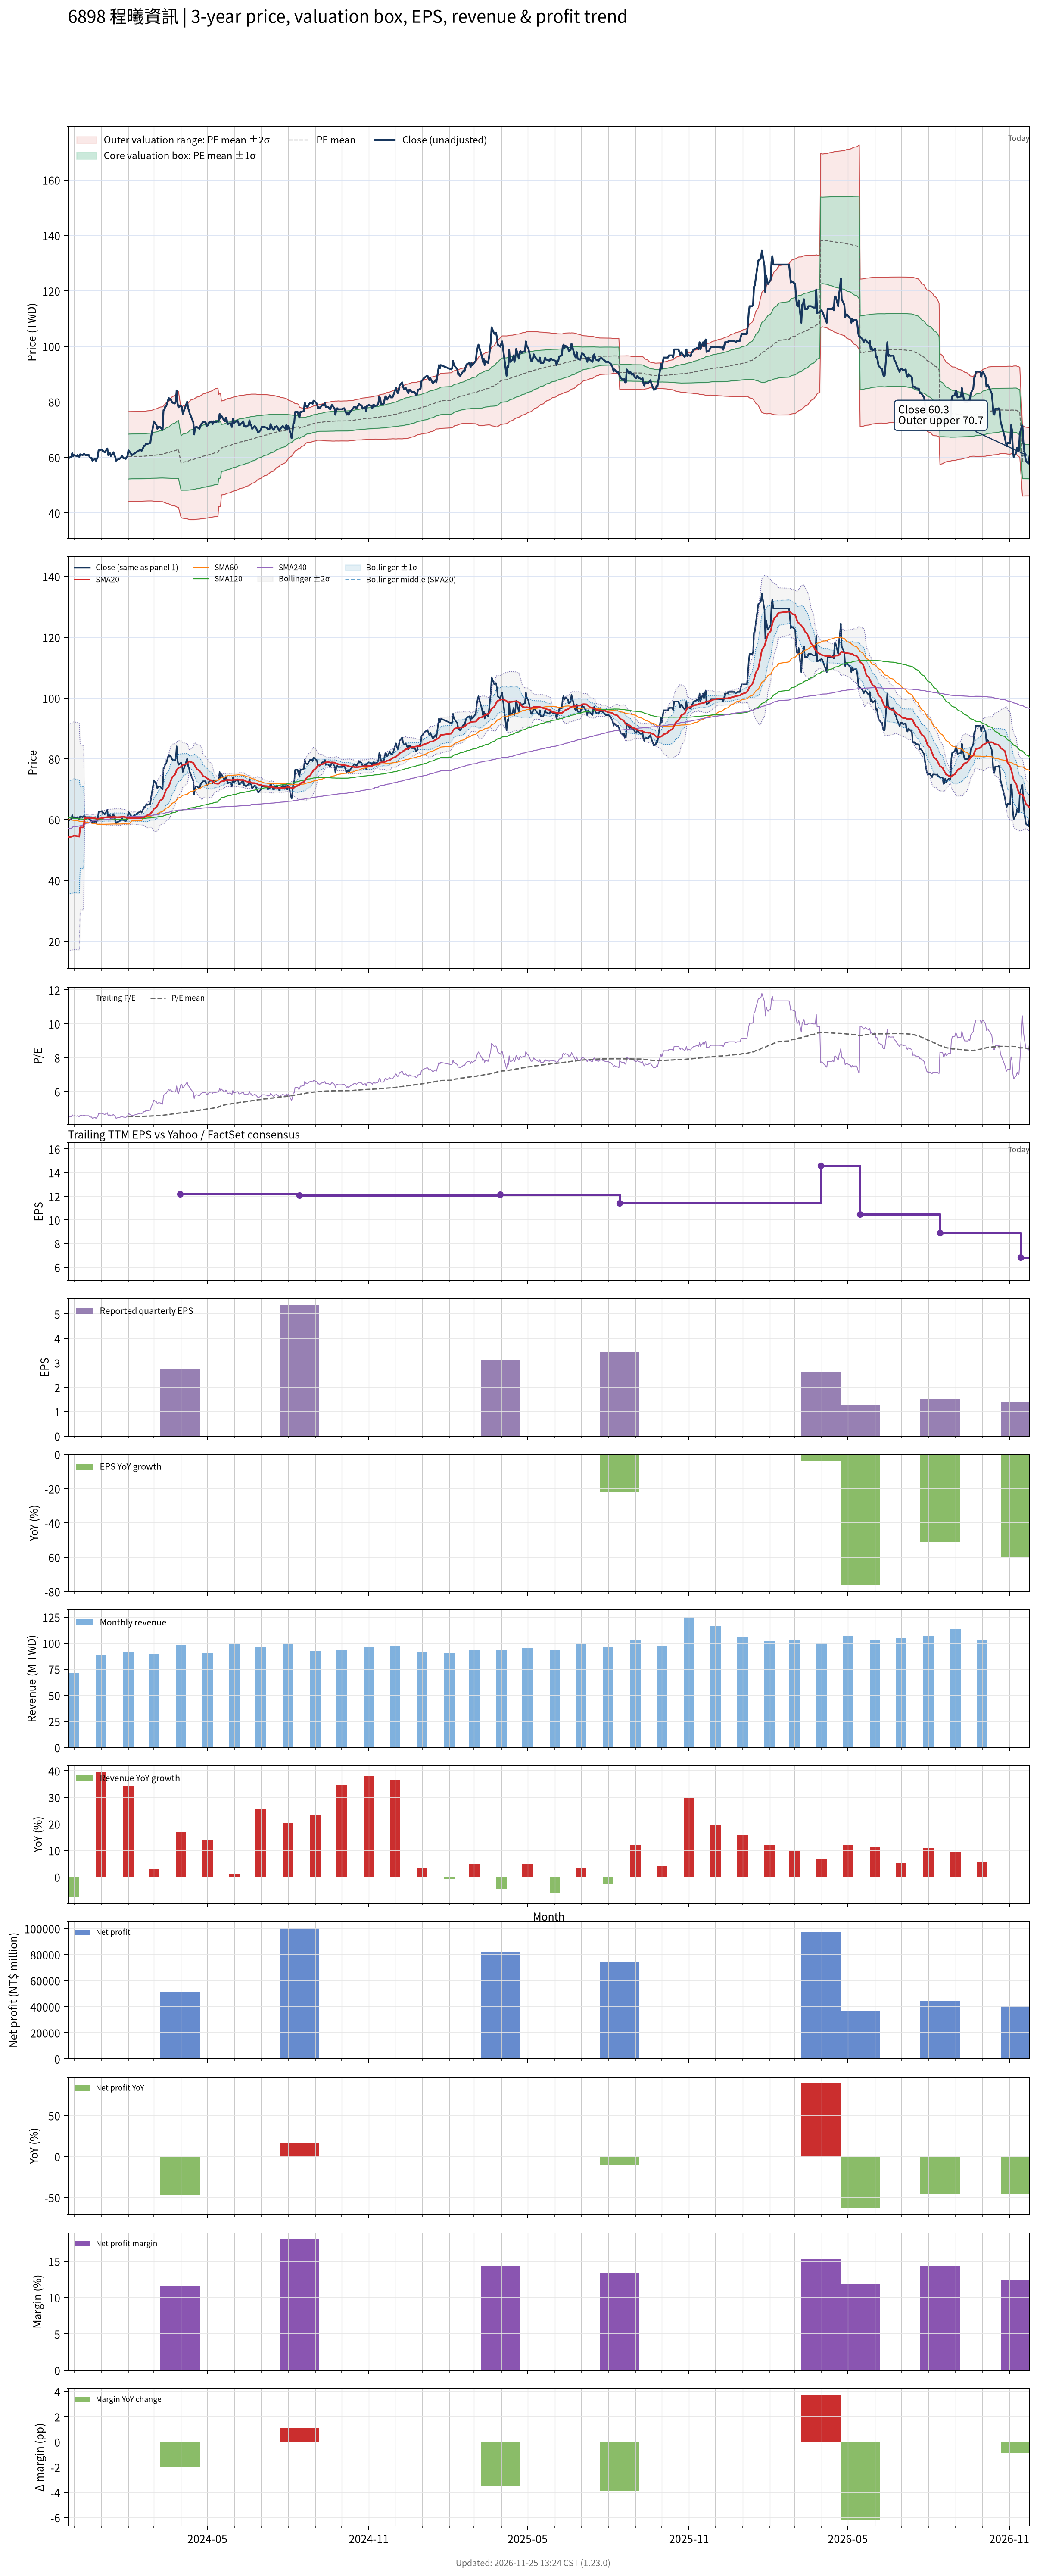 6898 程曦資訊 | 3-year price, valuation box, EPS, revenue & profit trend
Outer valuation range: PE mean ±2σ
PE mean
Close (unadjusted)
Core valuation box: PE mean ±1σ
Today
160
140
120
100
80
60
40
Price (TWD)
Close 60.3
Outer upper 70.7
Close (same as panel 1)
SMA60
SMA240
Bollinger ±1σ
SMA20
SMA120
Bollinger ±2σ
Bollinger middle (SMA20)
140
120
100
80
60
40
20
Price
Trailing P/E
P/E mean
12
10
8
6
P/E
Trailing TTM EPS vs Yahoo / FactSet consensus
Today
16
14
12
10
8
6
EPS
Reported quarterly EPS
5
4
3
2
1
0
EPS
EPS YoY growth
0
-20
-40
-60
-80
YoY (%)
Monthly revenue
125
100
75
50
25
0
Revenue (M TWD)
Revenue YoY growth
40
30
20
10
0
YoY (%)
Month
Net profit
100000
80000
60000
40000
20000
0
Net profit (NT$ million)
Net profit YoY
50
0
-50
YoY (%)
Net profit margin
15
10
5
0
Margin (%)
Margin YoY change
4
2
0
-2
-4
-6
Δ margin (pp)
2024-05
2024-11
2025-05
2025-11
2026-05
2026-11
Updated: 2026-11-25 13:24 CST (1.23.0)